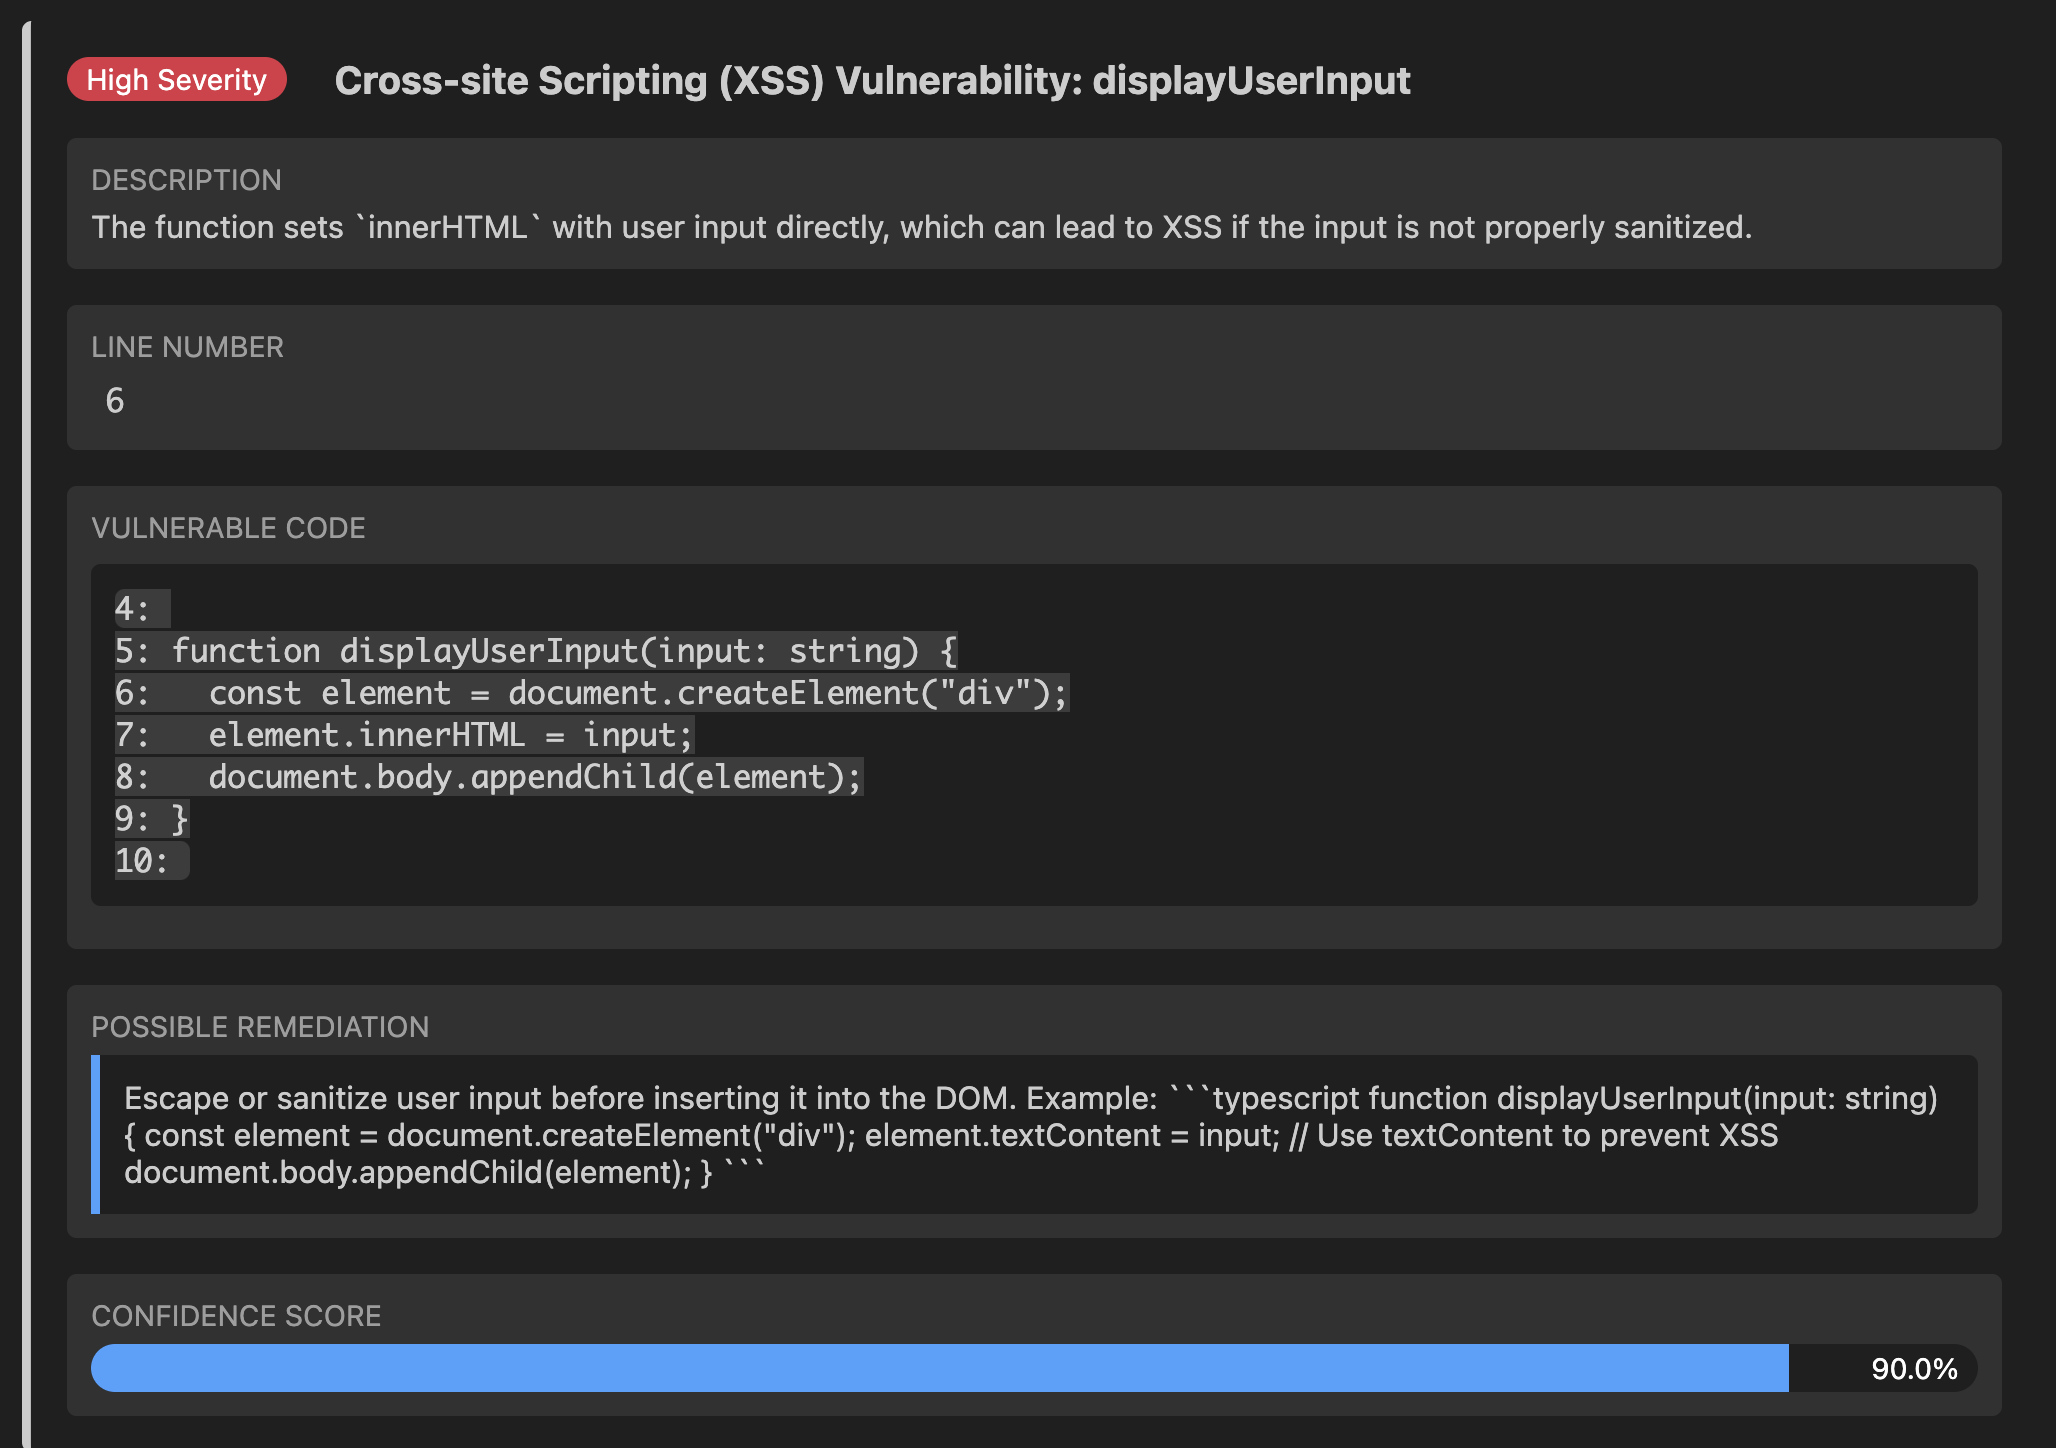 High Severity
Cross-site Scripting (XSS) Vulnerability: displayUserInput
DESCRIPTION
The function sets `innerHTML` with user input directly, which can lead to XSS if the input is not properly sanitized.
LINE NUMBER
6
VULNERABLE CODE
4:
5: function displayUserInput(input: string) {
6:   const element = document.createElement("div");
7:   element.innerHTML = input;
8:   document.body.appendChild(element);
9: }
10:
POSSIBLE REMEDIATION
Escape or sanitize user input before inserting it into the DOM. Example: ```typescript function displayUserInput(input: string)
{ const element = document.createElement("div"); element.textContent = input; // Use textContent to prevent XSS
document.body.appendChild(element); } ```
CONFIDENCE SCORE
90.0%